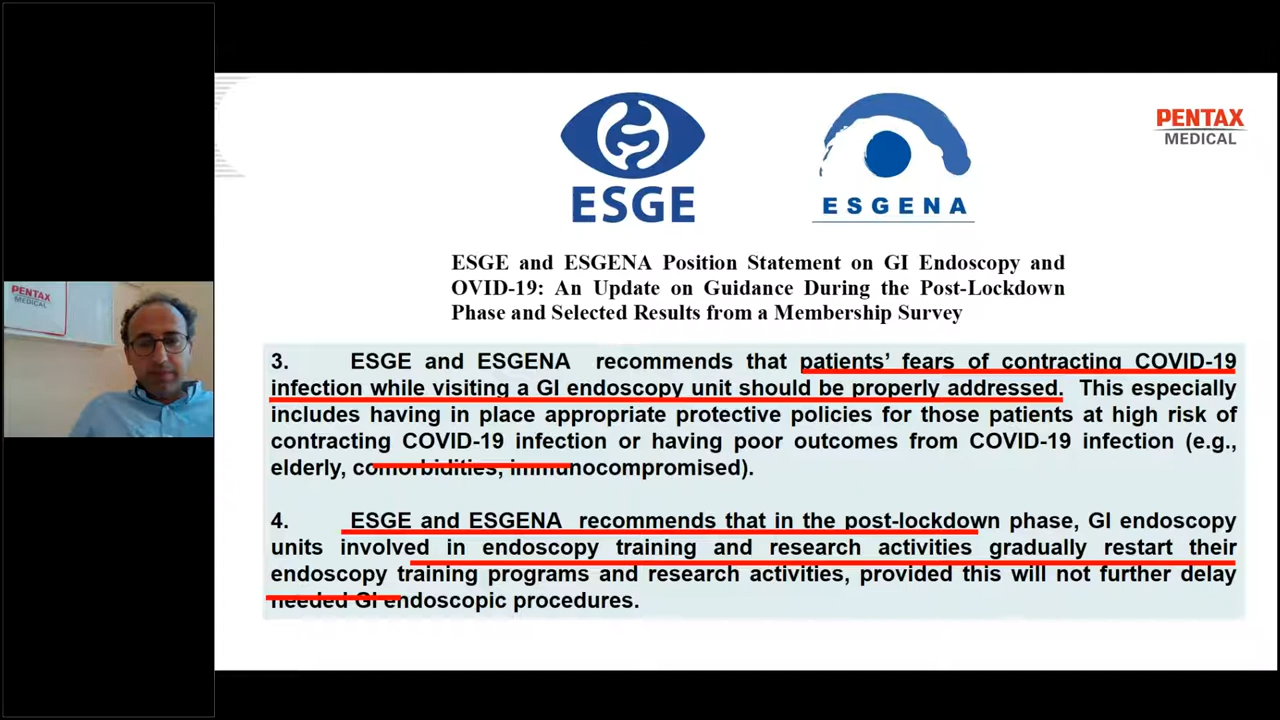 ESGE
ESGENA
PENTAX
MEDICAL
ESGE and ESGENA Position Statement on GI Endoscopy and
OVID-19: An Update on Guidance During the Post-Lockdown
Phase and Selected Results from a Membership Survey
PENTAX
MEDICAL
3. ESGE and ESGENA recommends that patients’ fears of contracting COVID-19
infection while visiting a GI endoscopy unit should be properly addressed. This especially
includes having in place appropriate protective policies for those patients at high risk of
contracting COVID-19 infection or having poor outcomes from COVID-19 infection (e.g.,
elderly, comorbidities, immunocompromised).
4. ESGE and ESGENA recommends that in the post-lockdown phase, GI endoscopy
units involved in endoscopy training and research activities gradually restart their
endoscopy training programs and research activities, provided this will not further delay
needed GI endoscopic procedures.